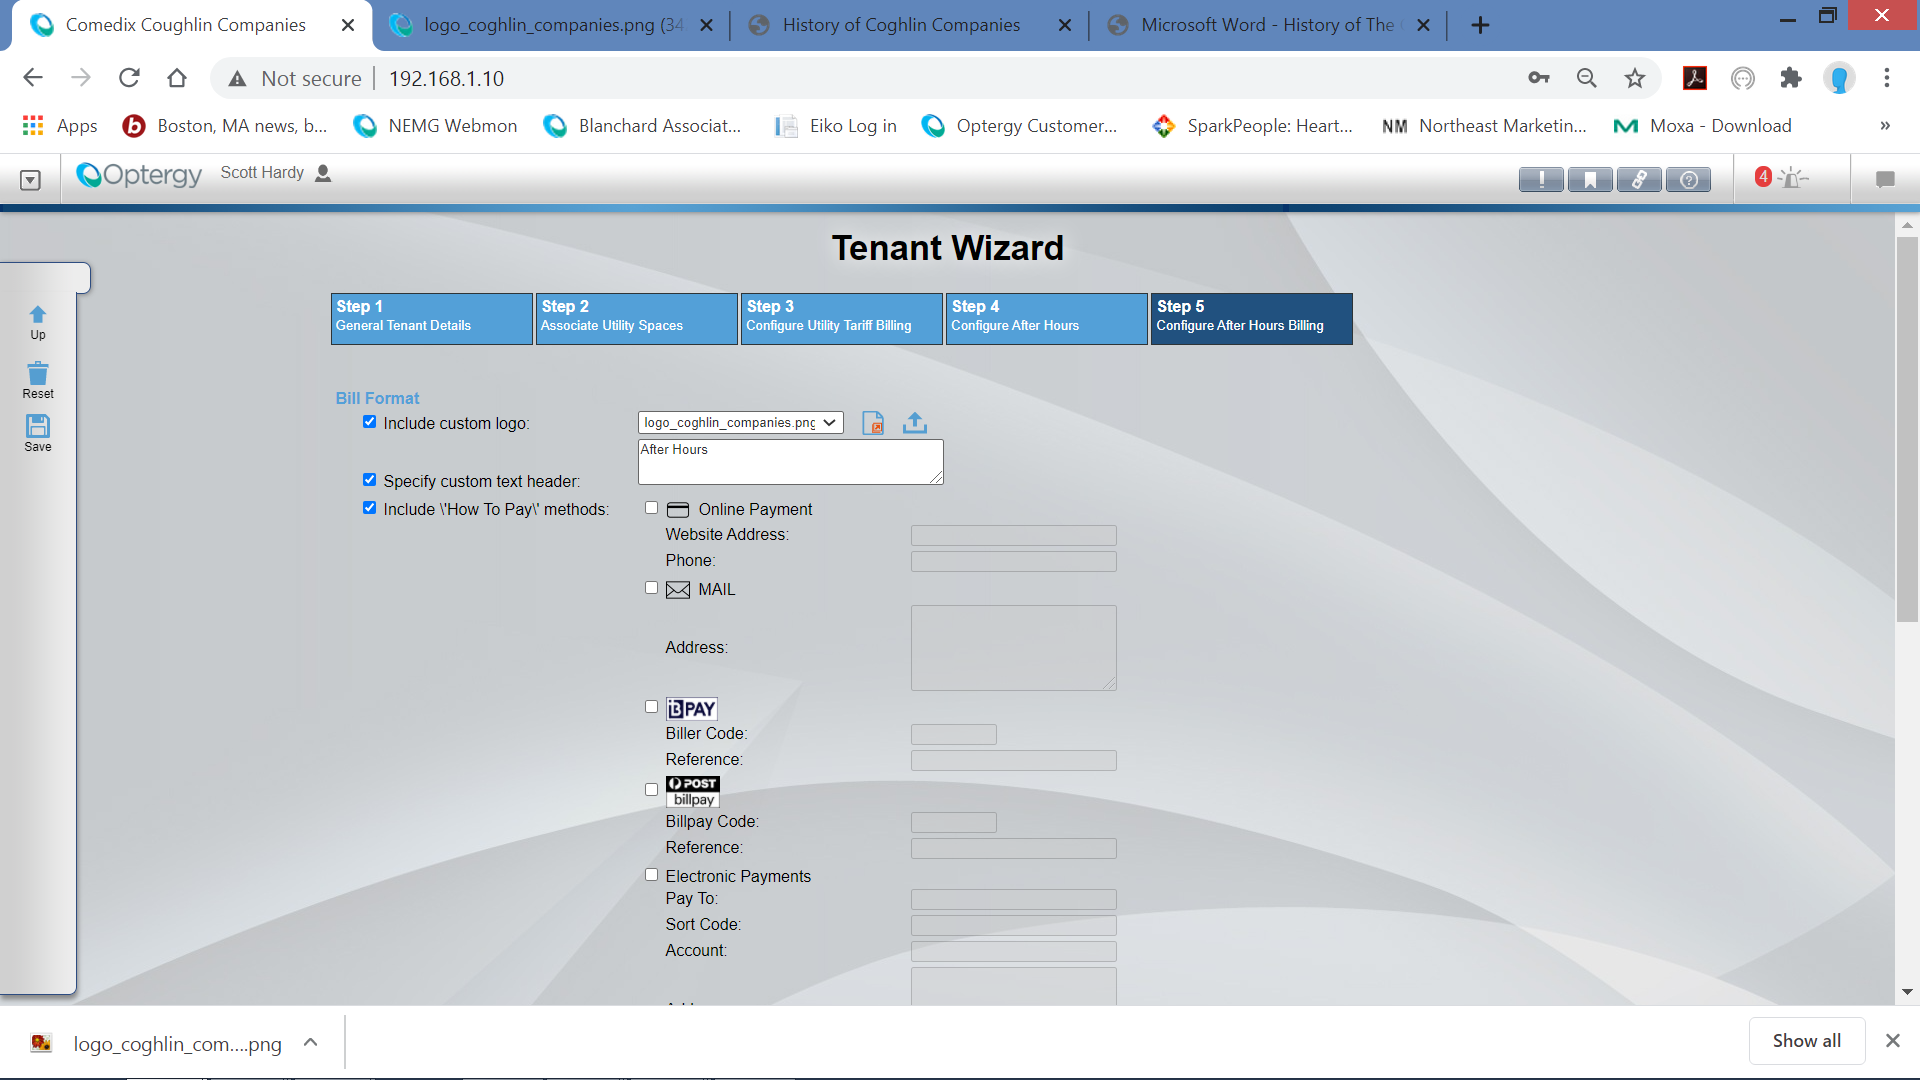 Comedix Coughlin Companies
logo_coghlin_companies.png (34
History of Coghlin Companies
Microsoft Word - History of The
Not secure
192.168.1.10
Apps
Boston, MA news, b...
NEMG Webmon
Blanchard Associat...
Eiko Log in
Optergy Customer...
SparkPeople: Heart...
NM Northeast Marketin...
Moxa - Download
»
Optergy
Scott Hardy
4
Tenant Wizard
Step 1
General Tenant Details
Step 2
Associate Utility Spaces
Step 3
Configure Utility Tariff Billing
Step 4
Configure After Hours
Step 5
Configure After Hours Billing
Up
Reset
Save
Bill Format
Include custom logo:
logo_coghlin_companies.png
After Hours
Specify custom text header:
Include \'How To Pay\' methods:
Online Payment
Website Address:
Phone:
MAIL
Address:
BPAY
Biller Code:
Reference:
POST
billpay
Billpay Code:
Reference:
Electronic Payments
Pay To:
Sort Code:
Account:
logo_coghlin_com....png
Show all